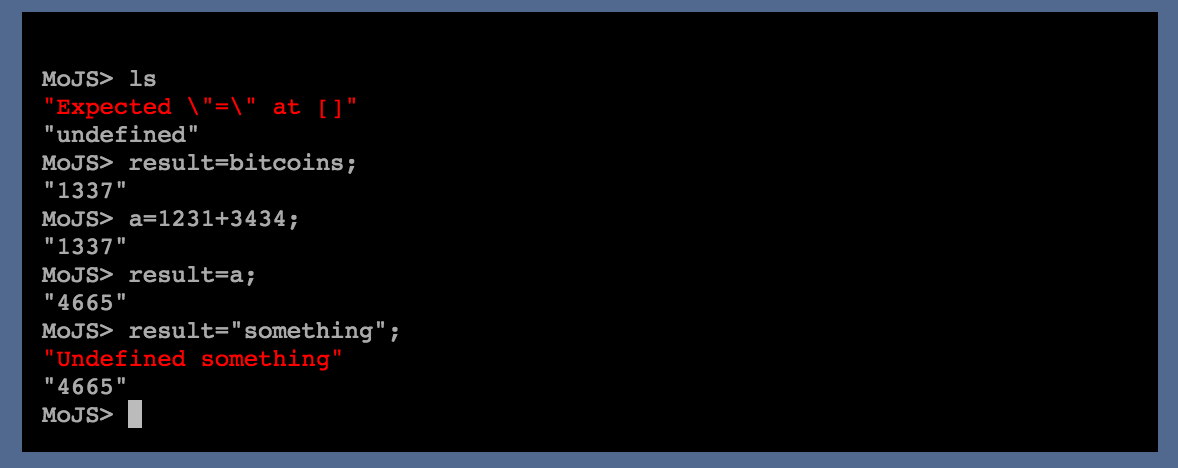 MoJS> ls
"Expected \"=\" at []"
"undefined"
MoJS> result=bitcoins;
"1337"
MoJS> a=1231+3434;
"1337"
MoJS> result=a;
"4665"
MoJS> result="something";
"Undefined something"
"4665"
MoJS>